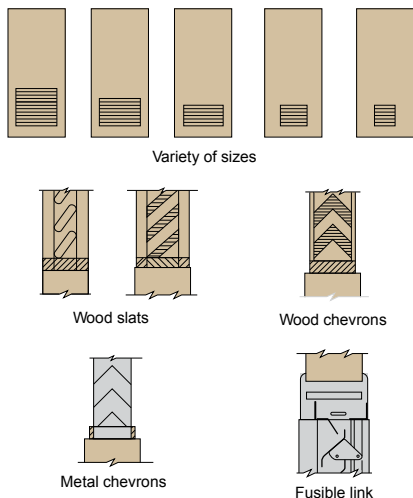 Variety of sizes
Wood slats
Wood chevrons
Metal chevrons
Fusible link